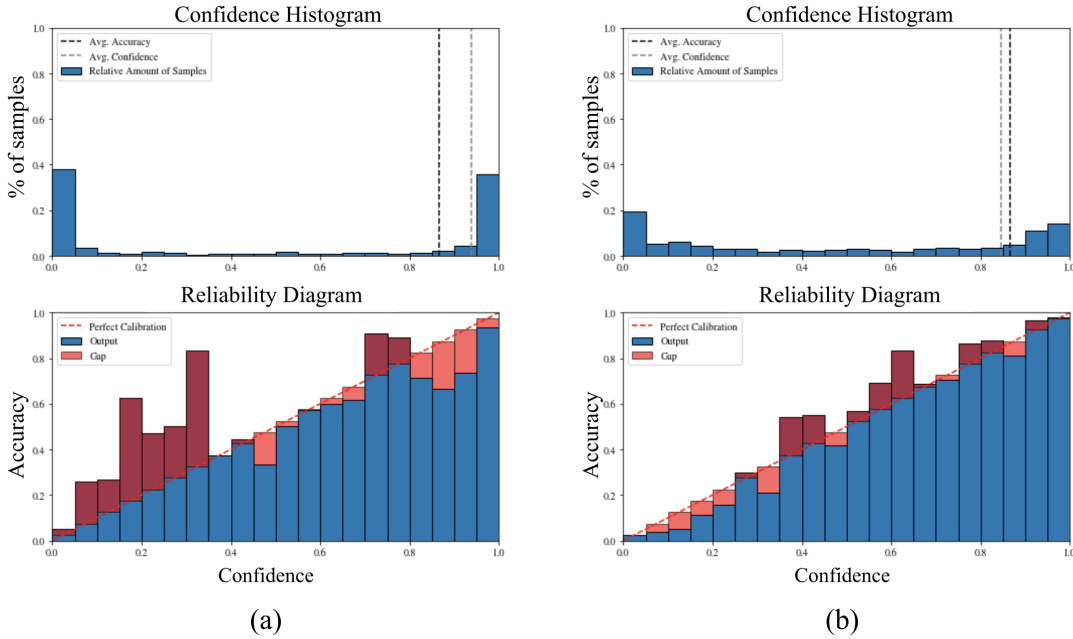 Confidence Histogram
1.0
0.8
0.6
0.4
0.2
0.0
% of samples
Avg. Accuracy
Avg. Confidence
Relative Amount of Samples
0.0 0.2 0.4 0.6 0.8 1.0
Reliability Diagram
1.0
0.8
0.6
0.4
0.2
0.0
Accuracy
Perfect Calibration
Output
Gap
0.0 0.2 0.4 0.6 0.8 1.0
Confidence
(a)
Confidence Histogram
1.0
0.8
0.6
0.4
0.2
0.0
% of samples
Avg. Accuracy
Avg. Confidence
Relative Amount of Samples
0.0 0.2 0.4 0.6 0.8 1.0
Reliability Diagram
1.0
0.8
0.6
0.4
0.2
0.0
Accuracy
Perfect Calibration
Output
Gap
0.0 0.2 0.4 0.6 0.8 1.0
Confidence
(b)